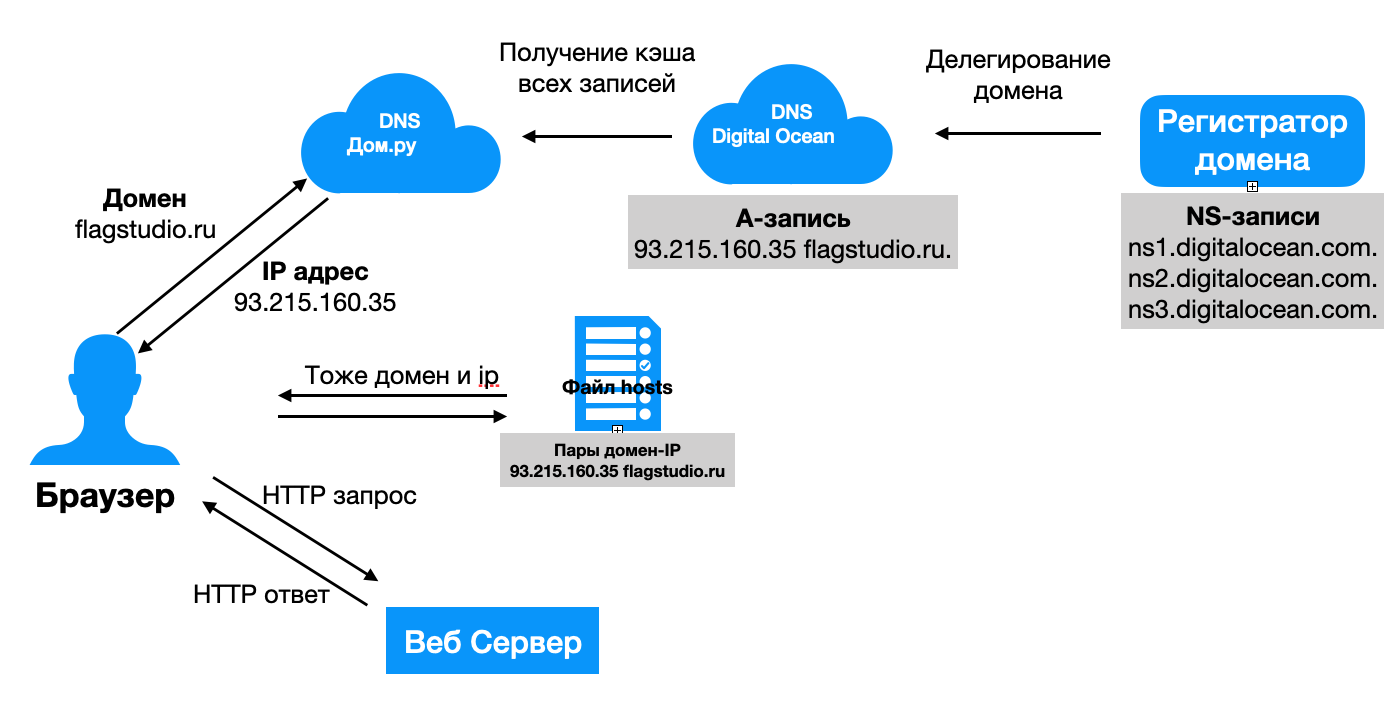 Получение кэша
всех записей
Делегирование
домена
DNS
Дом.ру
DNS
Digital Ocean
Регистратор
домена
Домен
flagstudio.ru
А-запись
93.215.160.35 flagstudio.ru.
NS-записи
ns1.digitalocean.com.
ns2.digitalocean.com.
ns3.digitalocean.com.
IP адрес
93.215.160.35
Тоже домен и ip
Файл hosts
Пары домен-IP
93.215.160.35 flagstudio.ru
Браузер
HTTP запрос
HTTP ответ
Веб Сервер